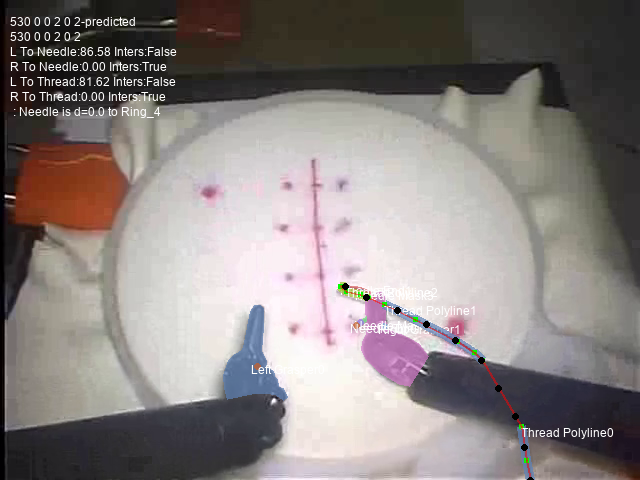 530 0 0 2 0 2-predicted
530 0 0 2 0 2
L To Needle:86.58 Inters:False
R To Needle:0.00 Inters:True
L To Thread:81.62 Inters:False
R To Thread:0.00 Inters:True
: Needle is d=0.0 to Ring_4
Thread Polyline1
Left
Thread Polyline0